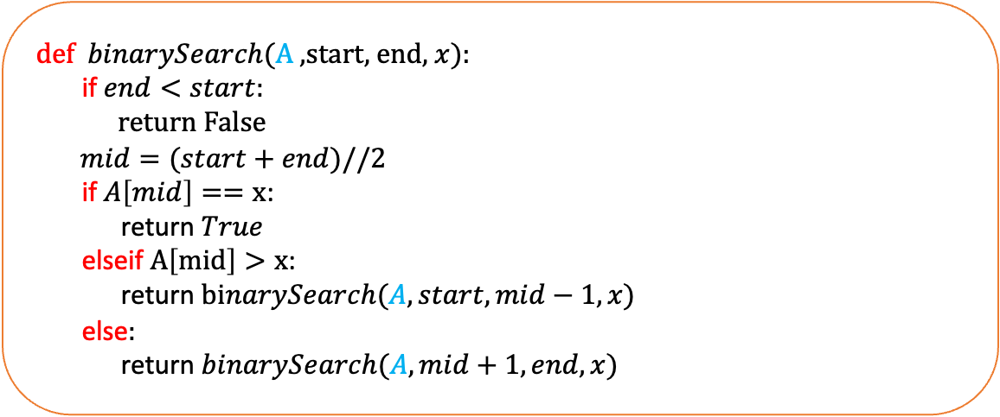 def binarySearch(A ,start, end, x):
if end < start:
return False
mid = (start + end)//2
if A[mid] == x:
return True
elseif A[mid] > x:
return binarySearch(A, start, mid − 1, x)
else:
return binarySearch(A, mid + 1, end, x)